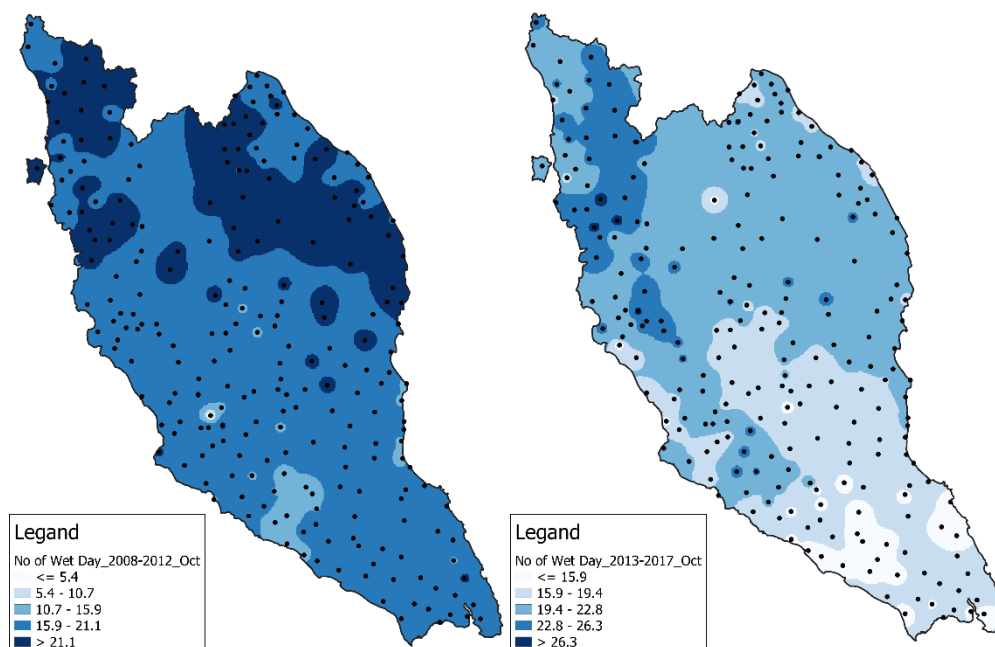 Legand
No of Wet Day_2008-2012_Oct
<= 5.4
5.4 - 10.7
10.7 - 15.9
15.9 - 21.1
> 21.1
Legand
No of Wet Day_2013-2017_Oct
<= 15.9
15.9 - 19.4
19.4 - 22.8
22.8 - 26.3
> 26.3